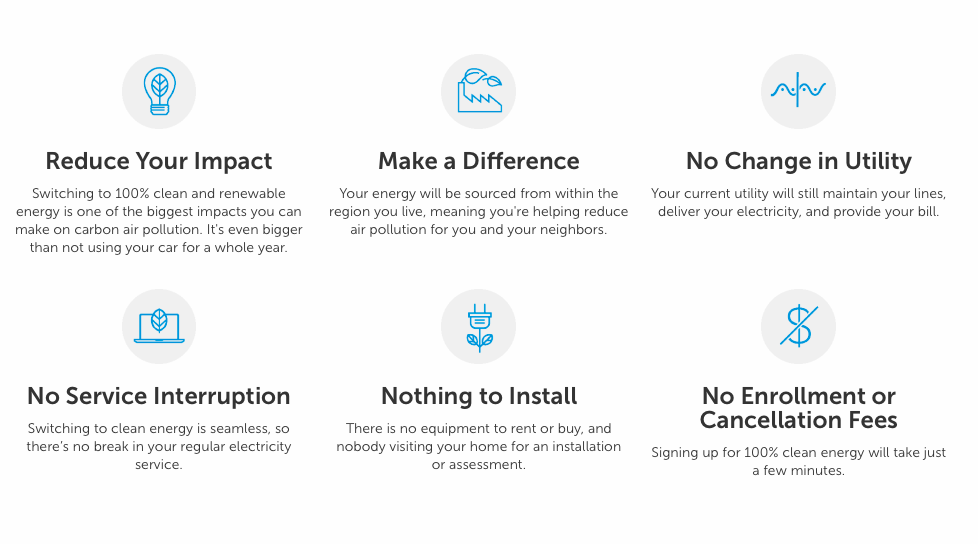 Reduce Your Impact
Switching to 100% clean and renewable
energy is one of the biggest impacts you can
make on carbon air pollution. It's even bigger
than not using your car for a whole year.
Make a Difference
Your energy will be sourced from within the
region you live, meaning you're helping reduce
air pollution for you and your neighbors.
No Change in Utility
Your current utility will still maintain your lines,
deliver your electricity, and provide your bill.
No Service Interruption
Switching to clean energy is seamless, so
there's no break in your regular electricity
service.
Nothing to Install
There is no equipment to rent or buy, and
nobody visiting your home for an installation
or assessment.
No Enrollment or
Cancellation Fees
Signing up for 100% clean energy will take just
a few minutes.